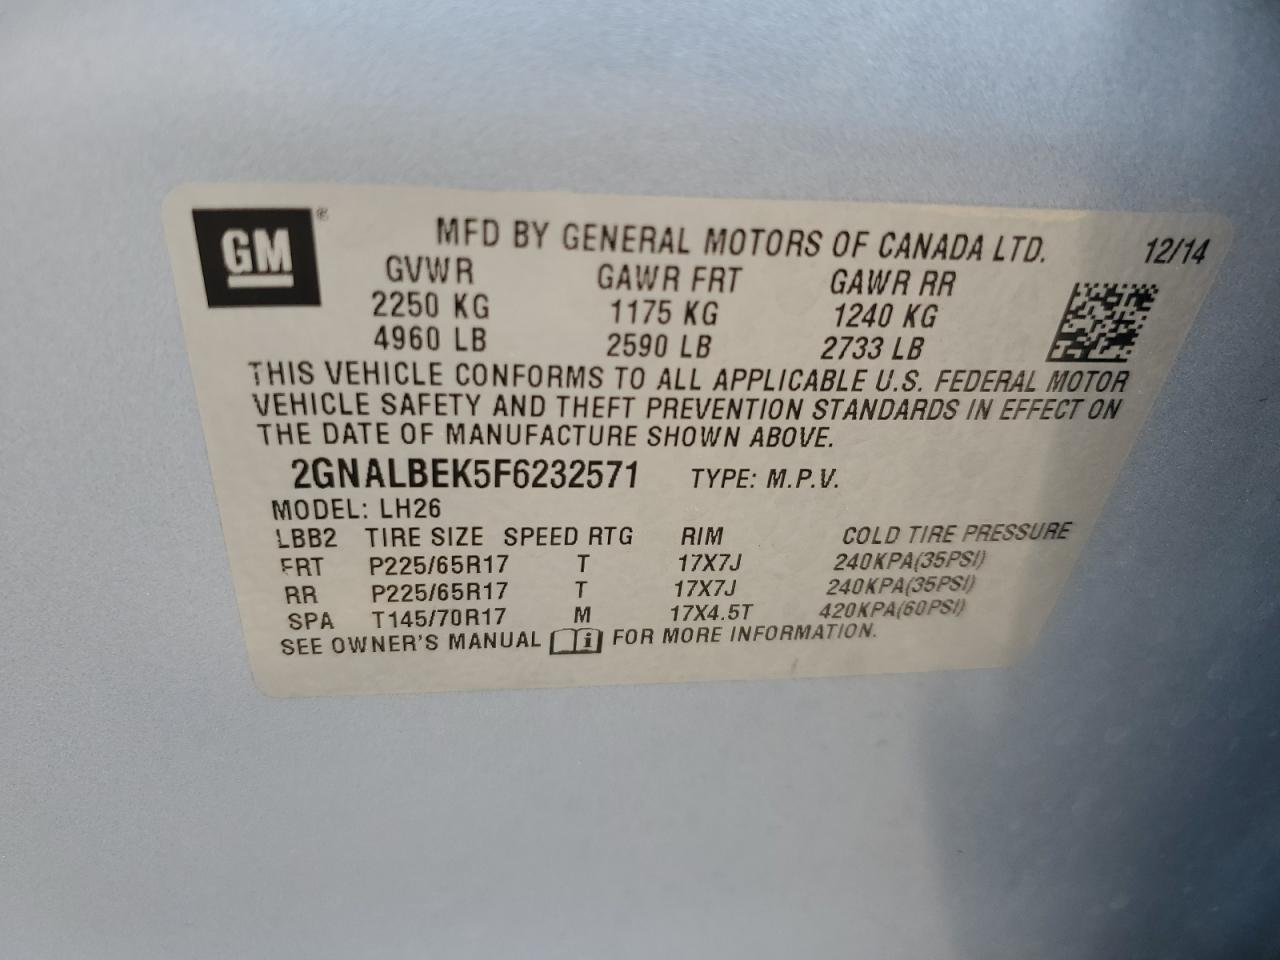 GM ®
MFD BY GENERAL MOTORS OF CANADA LTD. 12/14
GVWR GAWR FRT GAWR RR
2250 KG 1175 KG 1240 KG
4960 LB 2590 LB 2733 LB
THIS VEHICLE CONFORMS TO ALL APPLICABLE U.S. FEDERAL MOTOR
VEHICLE SAFETY AND THEFT PREVENTION STANDARDS IN EFFECT ON
THE DATE OF MANUFACTURE SHOWN ABOVE.
2GNALBEK5F6232571 TYPE: M.P.V.
MODEL: LH26
LBB2 TIRE SIZE SPEED RTG RIM COLD TIRE PRESSURE
FRT P225/65R17 T 17X7J 240KPA(35PSI)
RR P225/65R17 T 17X7J 240KPA(35PSI)
SPA T145/70R17 M 17X4.5T 420KPA(60PSI)
SEE OWNER'S MANUAL i FOR MORE INFORMATION.